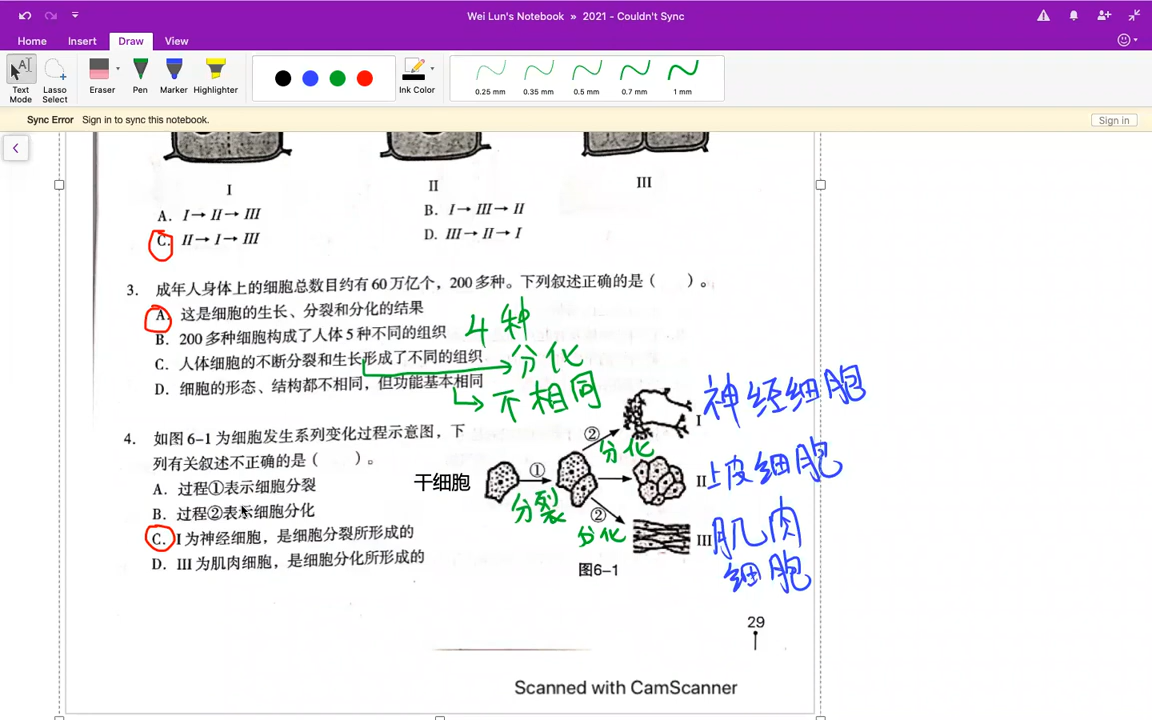 Wei Lun's Notebook » 2021 - Couldn't Sync
Home Insert Draw View
Text Mode
Lasso Select
Eraser
Pen
Marker
Highlighter
Ink Color
0.25 mm 0.35 mm 0.5 mm 0.7 mm 1 mm
Sync Error Sign in to sync this notebook. Sign in
I II III
A. I→II→III B. I→III→II
C. II→I→III D. III→II→I
3. 成年人身体上的细胞总数目约有60万亿个，200多种。下列叙述正确的是（ ）。
A. 这是细胞的生长、分裂和分化的结果
B. 200多种细胞构成了人体5种不同的组织 4种
C. 人体细胞的不断分裂和生长形成了不同的组织 分化
D. 细胞的形态、结构都不相同，但功能基本相同 不相同
4. 如图6-1为细胞发生系列变化过程示意图，下
列有关叙述不正确的是（ ）。
A. 过程①表示细胞分裂
B. 过程②表示细胞分化
C. I为神经细胞，是细胞分裂所形成的
D. III为肌肉细胞，是细胞分化所形成的
干细胞
①
分裂
②
分化
②
分化
I 神经细胞
II 上皮细胞
III 肌肉
细胞
图6-1
29
Scanned with CamScanner